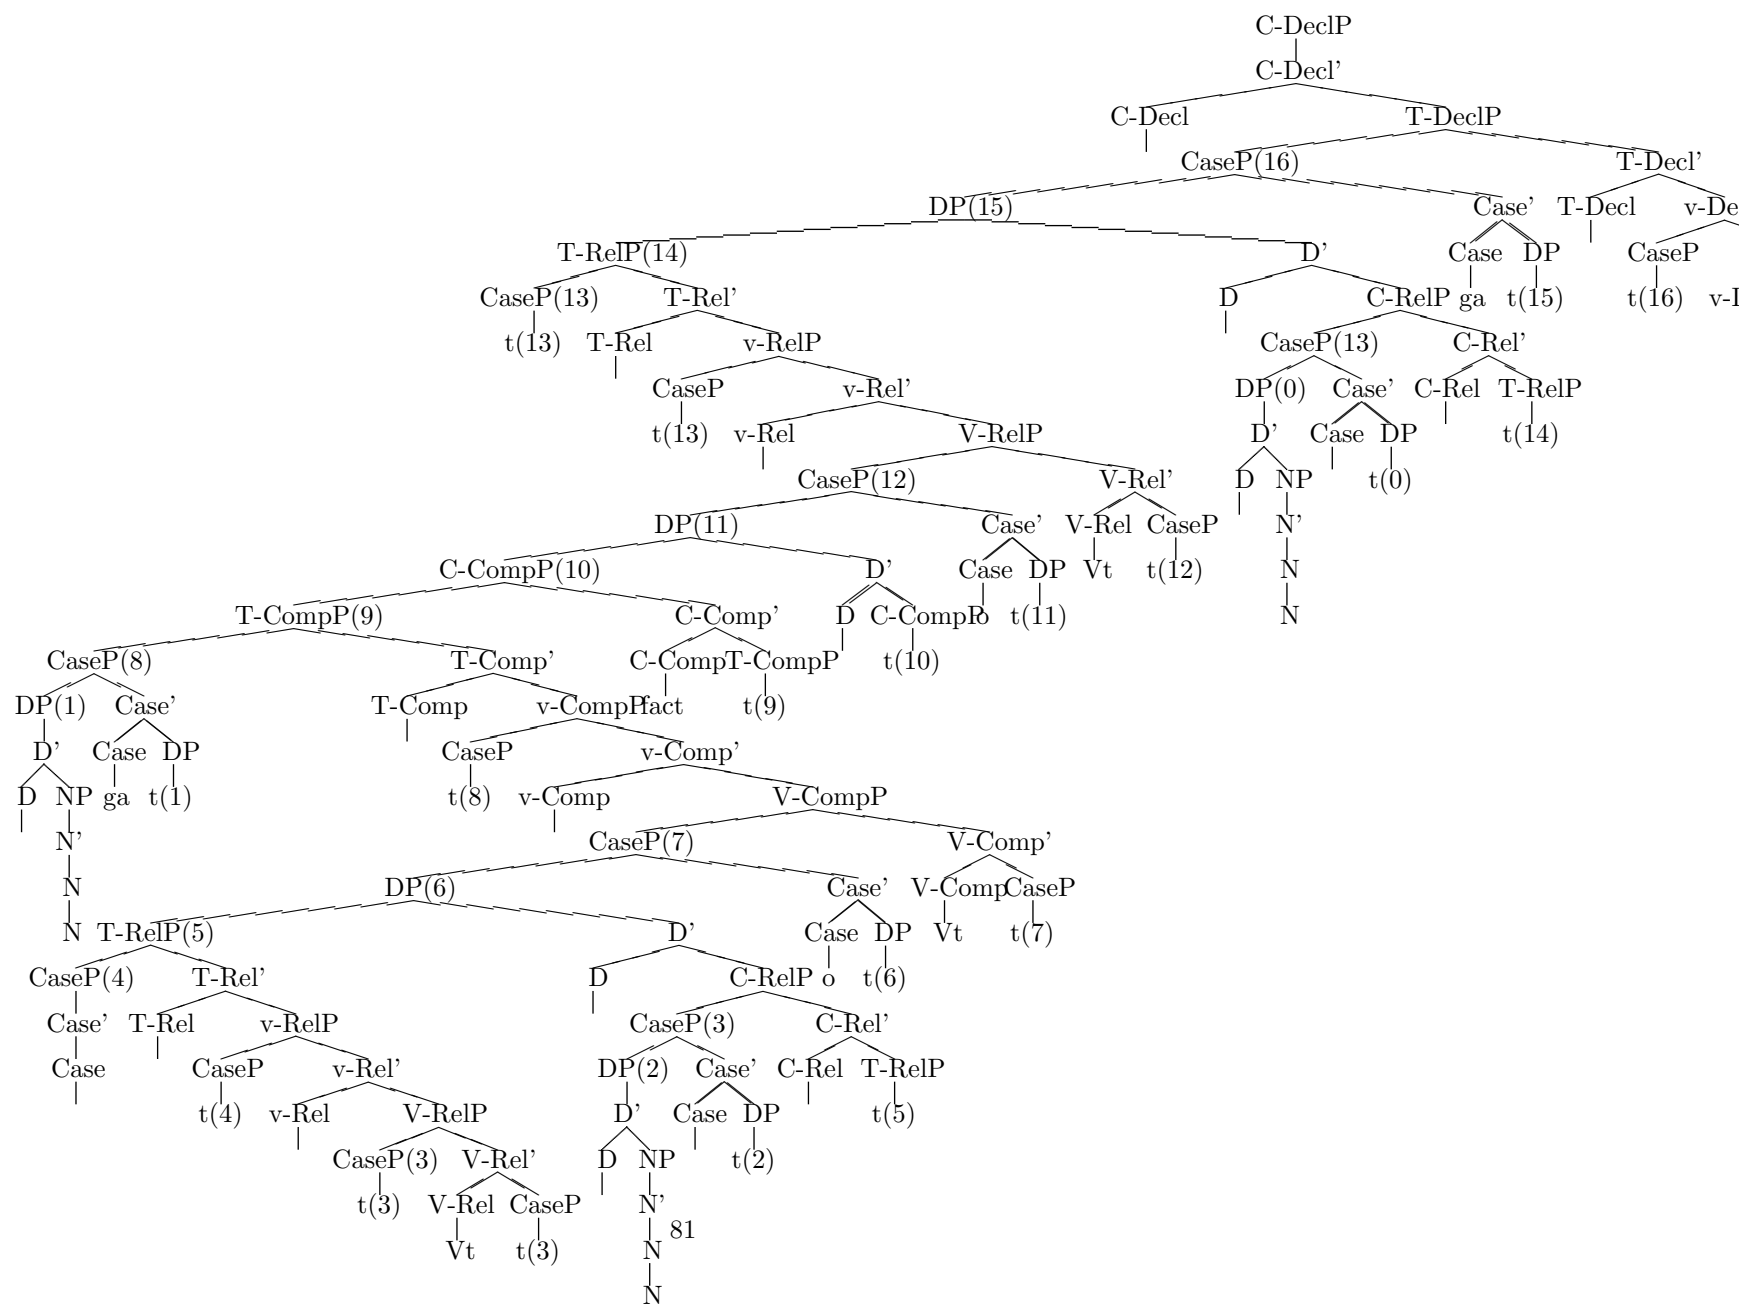 C-DeclP
C-Decl’
C-Decl T-DeclP
CaseP(16) T-Decl’
DP(15) Case’ T-Decl v-De
T-RelP(14) D’ Case DP CaseP
CaseP(13) T-Rel’ D C-RelP ga t(15) t(16)
t(13) T-Rel v-RelP CaseP(13) C-Rel’
CaseP v-Rel’ DP(0) Case’ C-Rel T-RelP
t(13) v-Rel V-RelP D’ Case DP t(14)
CaseP(12) V-Rel’ D NP t(0)
DP(11) Case’ V-Rel CaseP N’
C-CompP(10) D’ Case DP Vt t(12) N
T-CompP(9) C-Comp’ D C-CompP o t(11) N
CaseP(8) T-Comp’ C-Comp T-CompP t(10)
DP(1) Case’ T-Comp v-CompP fact t(9)
D’ Case DP CaseP v-Comp’
D NP ga t(1) t(8) v-Comp V-CompP
N’ CaseP(7) V-Comp’
N DP(6) Case’ V-Comp CaseP
N T-RelP(5) D’ Case DP Vt t(7)
CaseP(4) T-Rel’ D C-RelP o t(6)
Case’ T-Rel v-RelP CaseP(3) C-Rel’
Case CaseP v-Rel’ DP(2) Case’ C-Rel T-RelP
t(4) v-Rel V-RelP D’ Case DP t(5)
CaseP(3) V-Rel’ D NP t(2)
t(3) V-Rel CaseP N’
81
Vt t(3) N
N